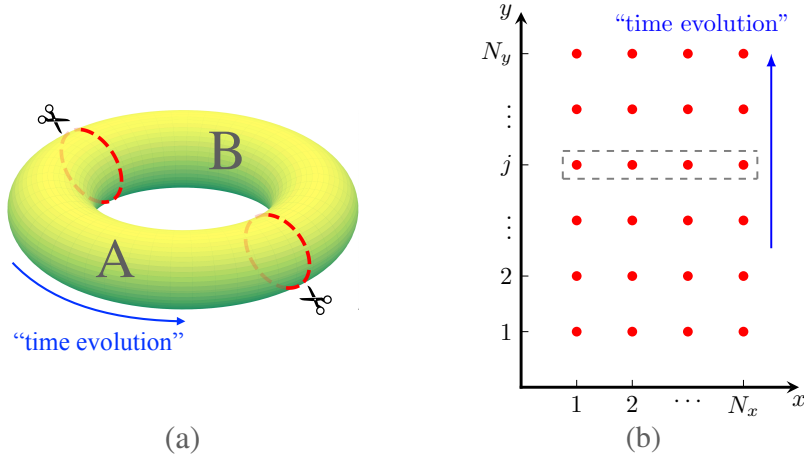 B
A
“time evolution”
(a)
y
“time evolution”
N_y
⋮
j
⋮
2
1
1 2 ⋯ N_x
x
(b)